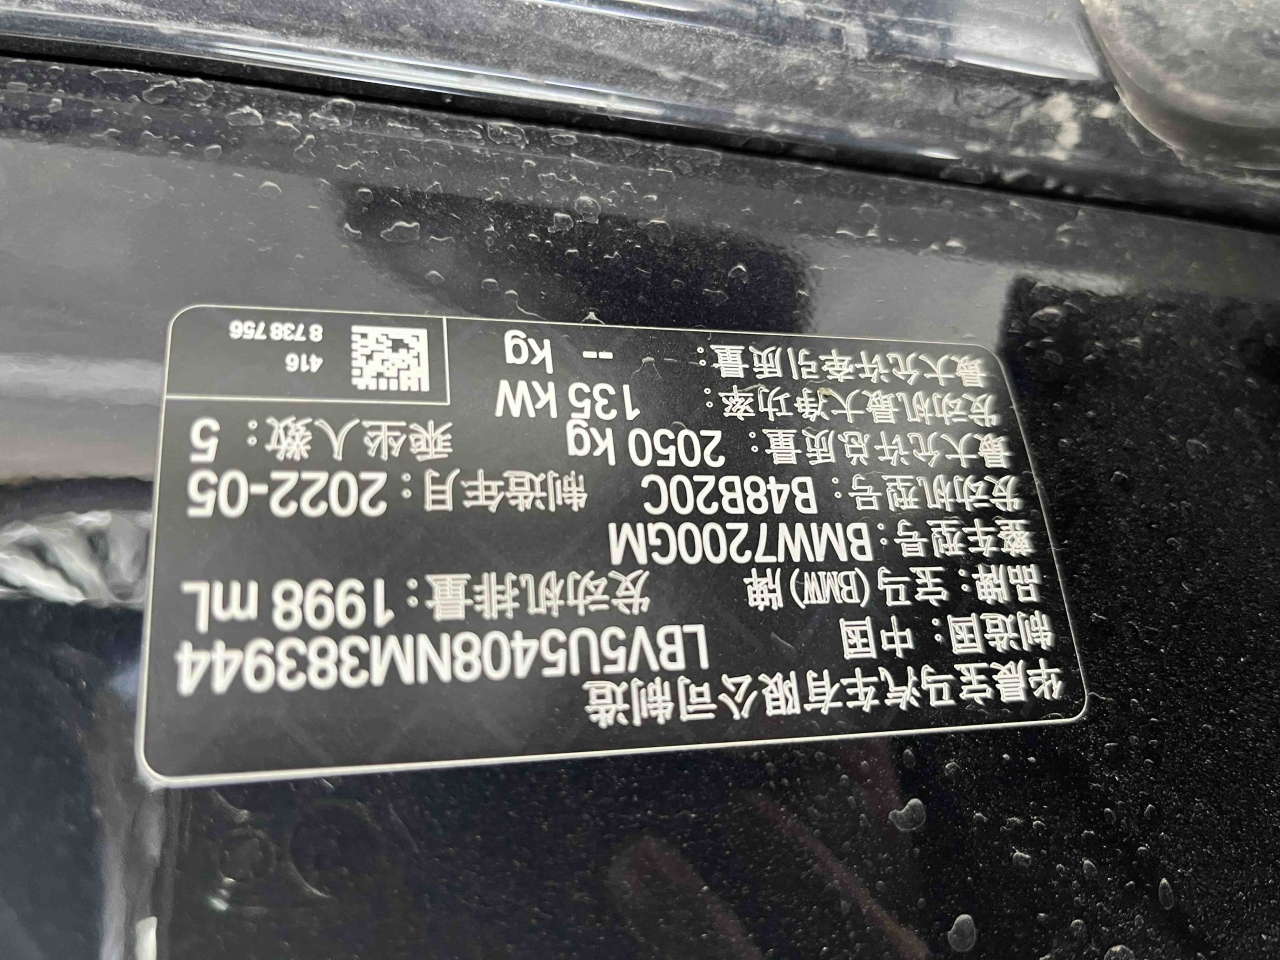 华晨宝马汽车有限公司制造
制造国：中国 LBV5U5408NM383944
品牌：宝马(BMW)牌 发动机排量：1998 mL
整车型号：BMW7200GM
发动机型号：B48B20C 制造年月：2022-05
最大允许总质量：2050 kg 乘坐人数：5
发动机最大净功率：135 kW
最大允许牵引质量：-- kg
416
8 738 756